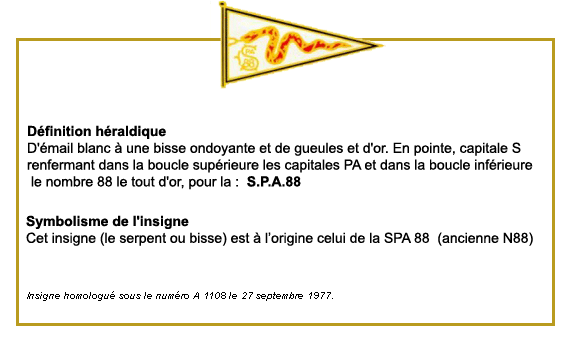 S
88
Définition héraldique
D'émail blanc à une bisse ondoyante et de gueules et d'or. En pointe, capitale S
renfermant dans la boucle supérieure les capitales PA et dans la boucle inférieure
le nombre 88 le tout d'or, pour la : S.P.A.88
Symbolisme de l'insigne
Cet insigne (le serpent ou bisse) est à l’origine celui de la SPA 88 (ancienne N88)
Insigne homologué sous le numéro A 1108 le 27 septembre 1977.